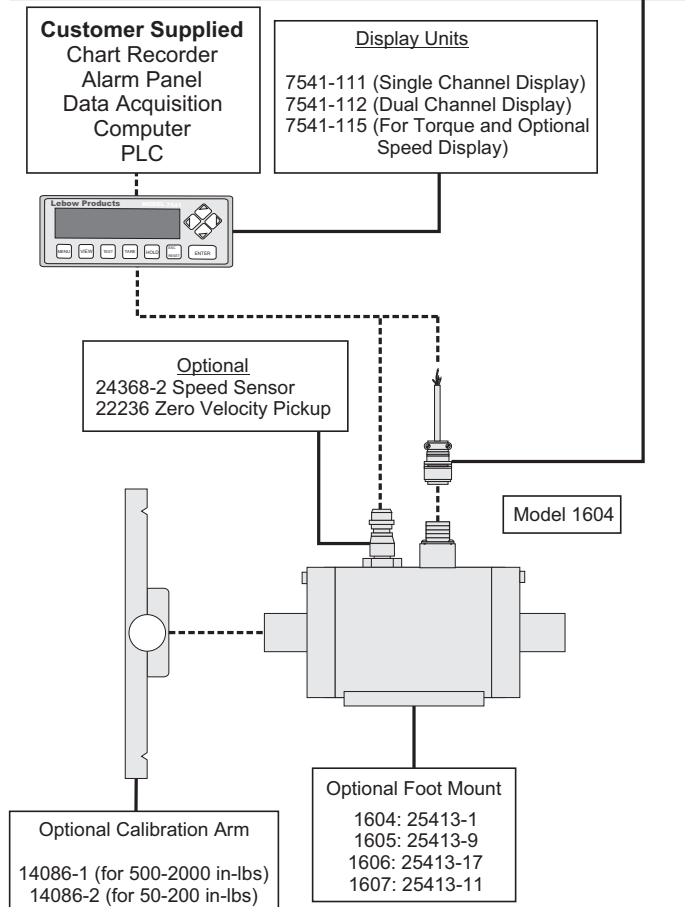 Customer Supplied
Chart Recorder
Alarm Panel
Data Acquisition
Computer
PLC
Display Units
7541-111 (Single Channel Display)
7541-112 (Dual Channel Display)
7541-115 (For Torque and Optional
Speed Display)
Lebow Products
MENU
VIEW
TEST
TARE
HOLD
RESET
ENTER
Optional
24368-2 Speed Sensor
22236 Zero Velocity Pickup
Model 1604
Optional Foot Mount
1604: 25413-1
1605: 25413-9
1606: 25413-17
1607: 25413-11
Optional Calibration Arm
14086-1 (for 500-2000 in-lbs)
14086-2 (for 50-200 in-lbs)